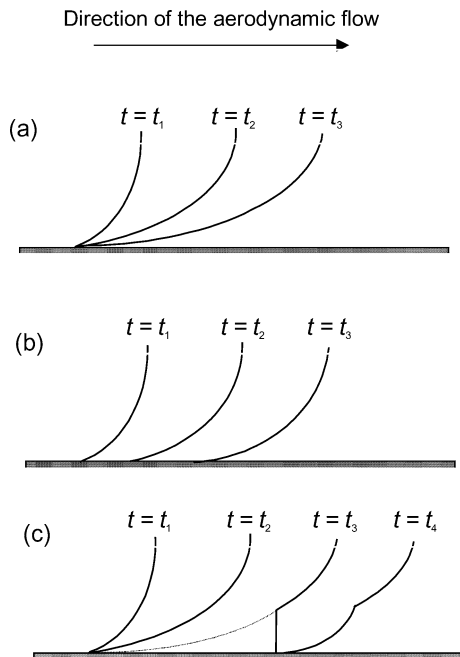 Direction of the aerodynamic flow
(a)
t = t₁ t = t₂ t = t₃
(b)
t = t₁ t = t₂ t = t₃
(c)
t = t₁ t = t₂ t = t₃ t = t₄